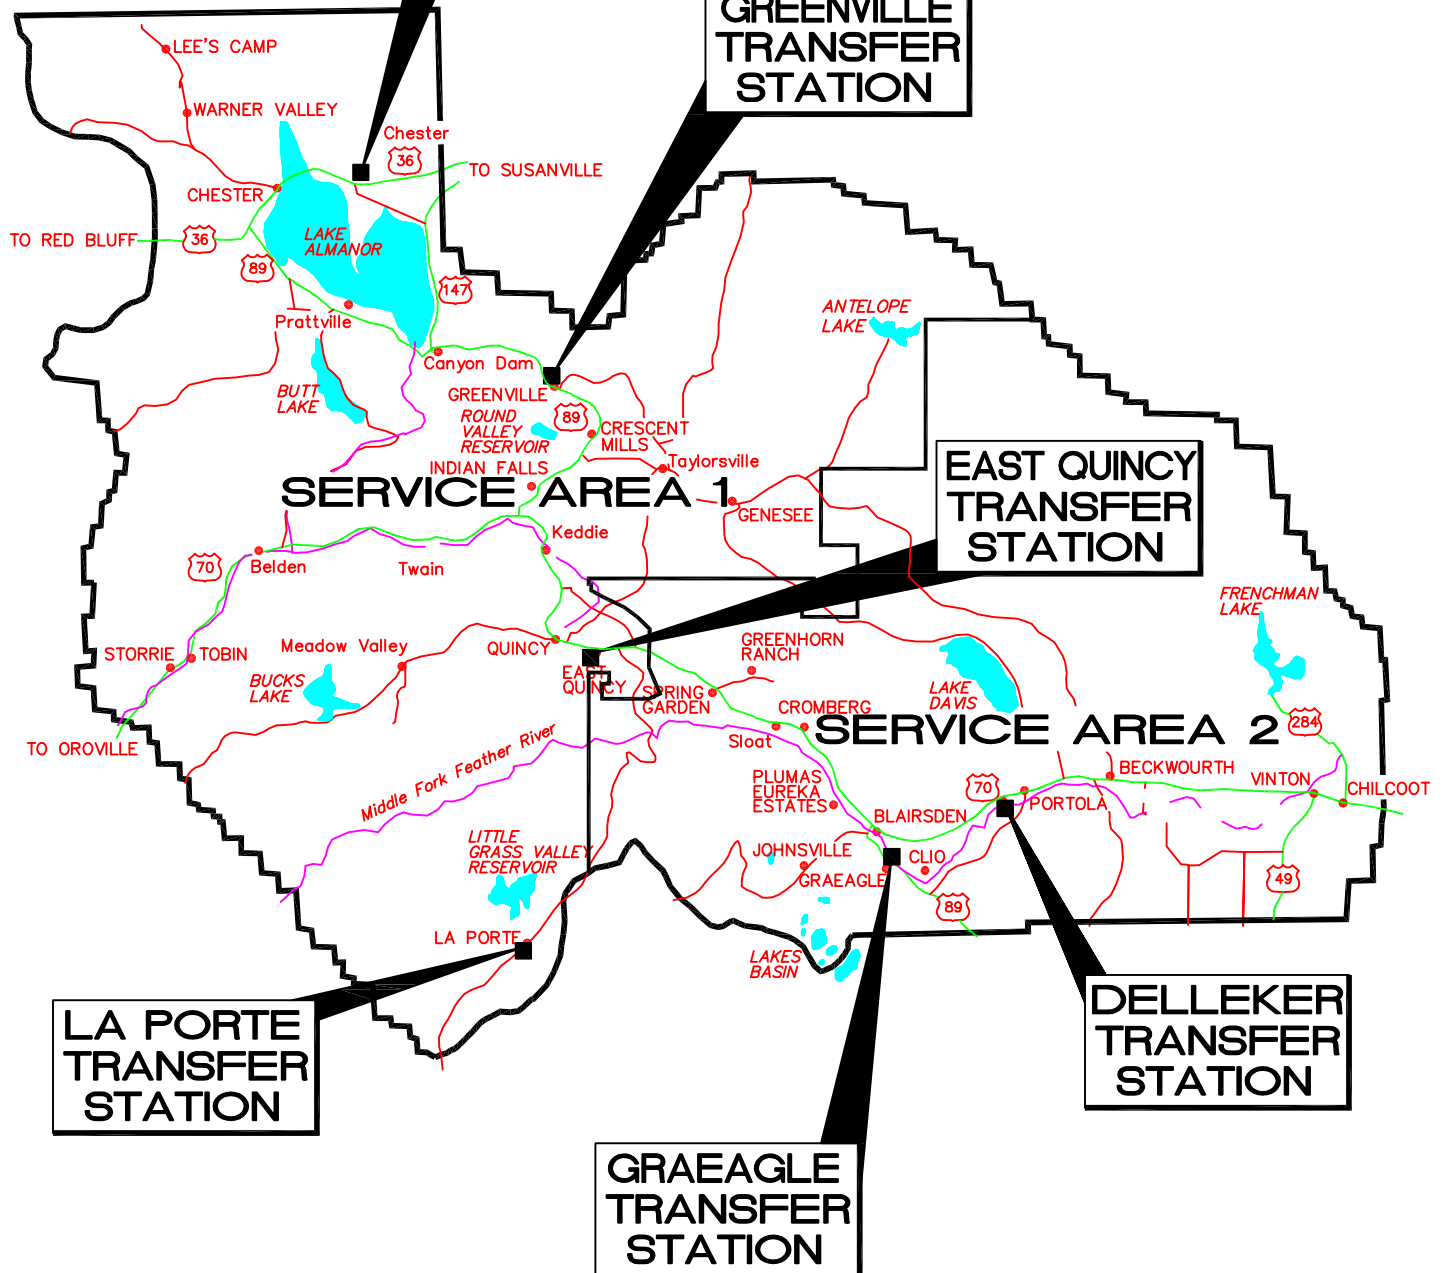 GREENVILLE
TRANSFER
STATION
LEE'S CAMP
WARNER VALLEY
Chester
36
TO SUSANVILLE
CHESTER
TO RED BLUFF
36
LAKE
ALMANOR
89
147
Prattville
ANTELOPE
LAKE
Canyon Dam
BUTT
LAKE
GREENVILLE
89
ROUND
VALLEY
RESERVOIR
CRESCENT
MILLS
INDIAN FALLS
Taylorsville
EAST QUINCY
TRANSFER
STATION
SERVICE AREA 1
GENESEE
Keddie
70
Belden
Twain
FRENCHMAN
LAKE
STORRIE
TOBIN
Meadow Valley
QUINCY
GREENHORN
RANCH
BUCKS
LAKE
EAST
QUINCY
SPRING
GARDEN
LAKE
DAVIS
CROMBERG
SERVICE AREA 2
284
TO OROVILLE
Sloat
Middle Fork Feather River
PLUMAS
EUREKA
ESTATES
70
BECKWOURTH
VINTON
CHILCOOT
PORTOLA
BLAIRSDEN
LITTLE
GRASS VALLEY
RESERVOIR
JOHNSVILLE
CLIO
GRAEAGLE
49
89
LA PORTE
LAKES
BASIN
LA PORTE
TRANSFER
STATION
DELLEKER
TRANSFER
STATION
GRAEAGLE
TRANSFER
STATION